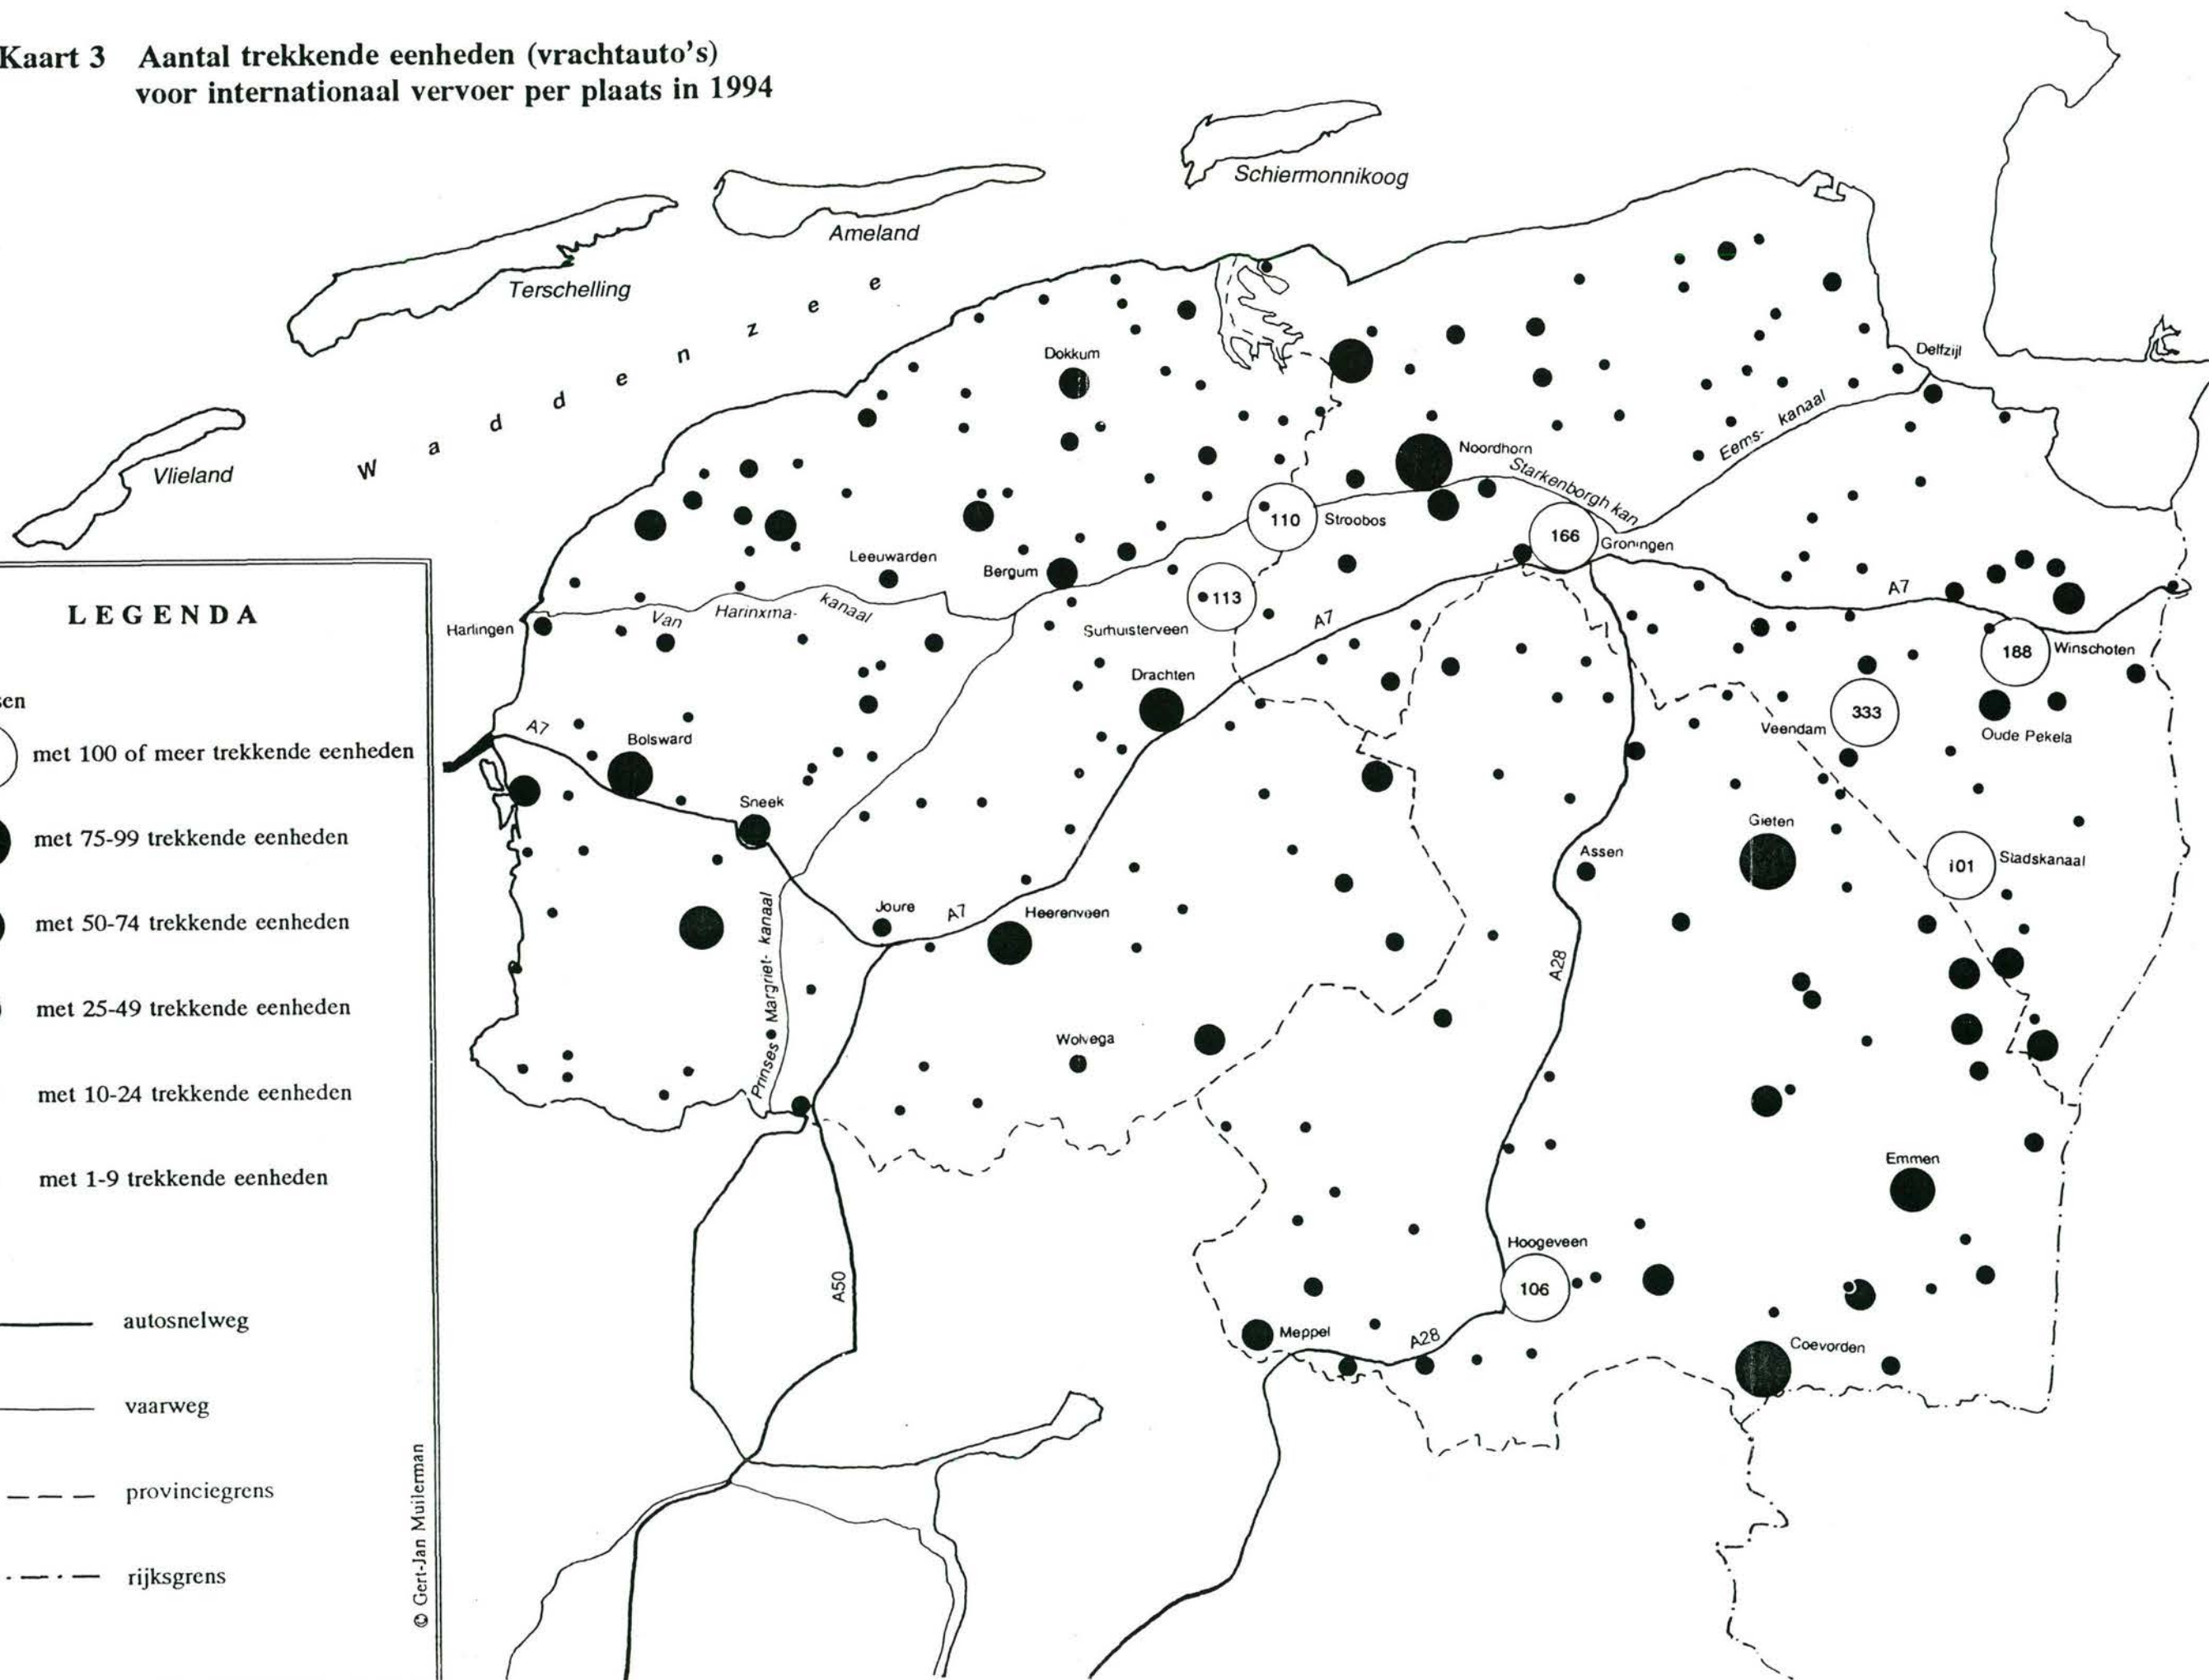 Kaart 3 Aantal trekkende eenheden (vrachtauto's)
voor internationaal vervoer per plaats in 1994
Schiermonnikoog
Ameland
Terschelling
Vlieland
W a d d e n z e e
Dokkum
Delfzijl
Eems- kanaal
Noordhorn
Starkenborgh kan
110
Stroobos
166
Groningen
Leeuwarden
Bergum
113
Surhuisterveen
A7
A7
Harlingen
Van Harinxma- kanaal
188
Winschoten
Drachten
333
Veendam
Oude Pekela
A7
Bolsward
Sneek
Gieten
Assen
101
Stadskanaal
Joure
A7
Heerenveen
Prinses Margriet- kanaal
A28
Wolvega
Emmen
Hoogeveen
106
A50
Meppel
A28
Coevorden
LEGENDA
sen
met 100 of meer trekkende eenheden
met 75-99 trekkende eenheden
met 50-74 trekkende eenheden
met 25-49 trekkende eenheden
met 10-24 trekkende eenheden
met 1-9 trekkende eenheden
autosnelweg
vaarweg
provinciegrens
rijksgrens
© Gert-Jan Muilerman